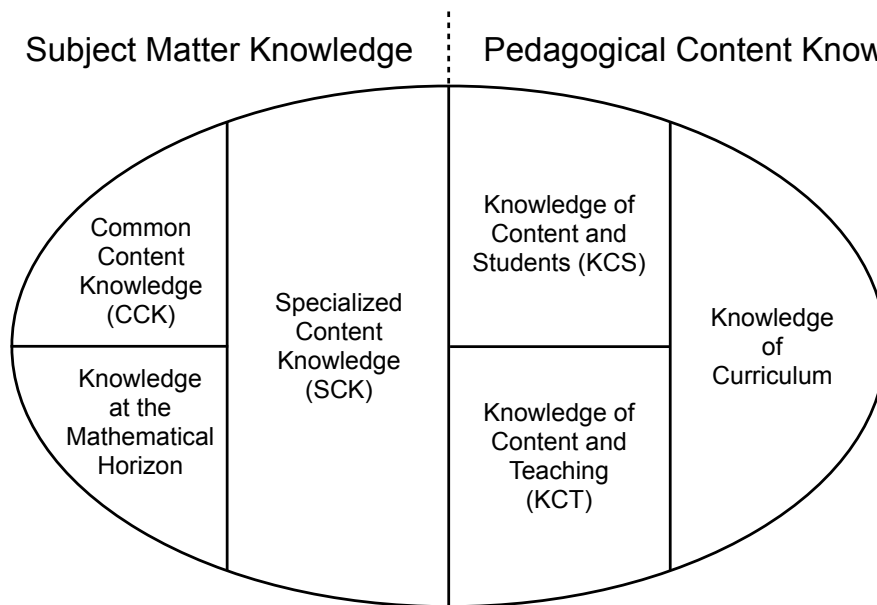 Subject Matter Knowledge
Pedagogical Content Know
Common
Content
Knowledge
(CCK)
Knowledge
at the
Mathematical
Horizon
Specialized
Content
Knowledge
(SCK)
Knowledge of
Content and
Students (KCS)
Knowledge of
Content and
Teaching
(KCT)
Knowledge
of
Curriculum